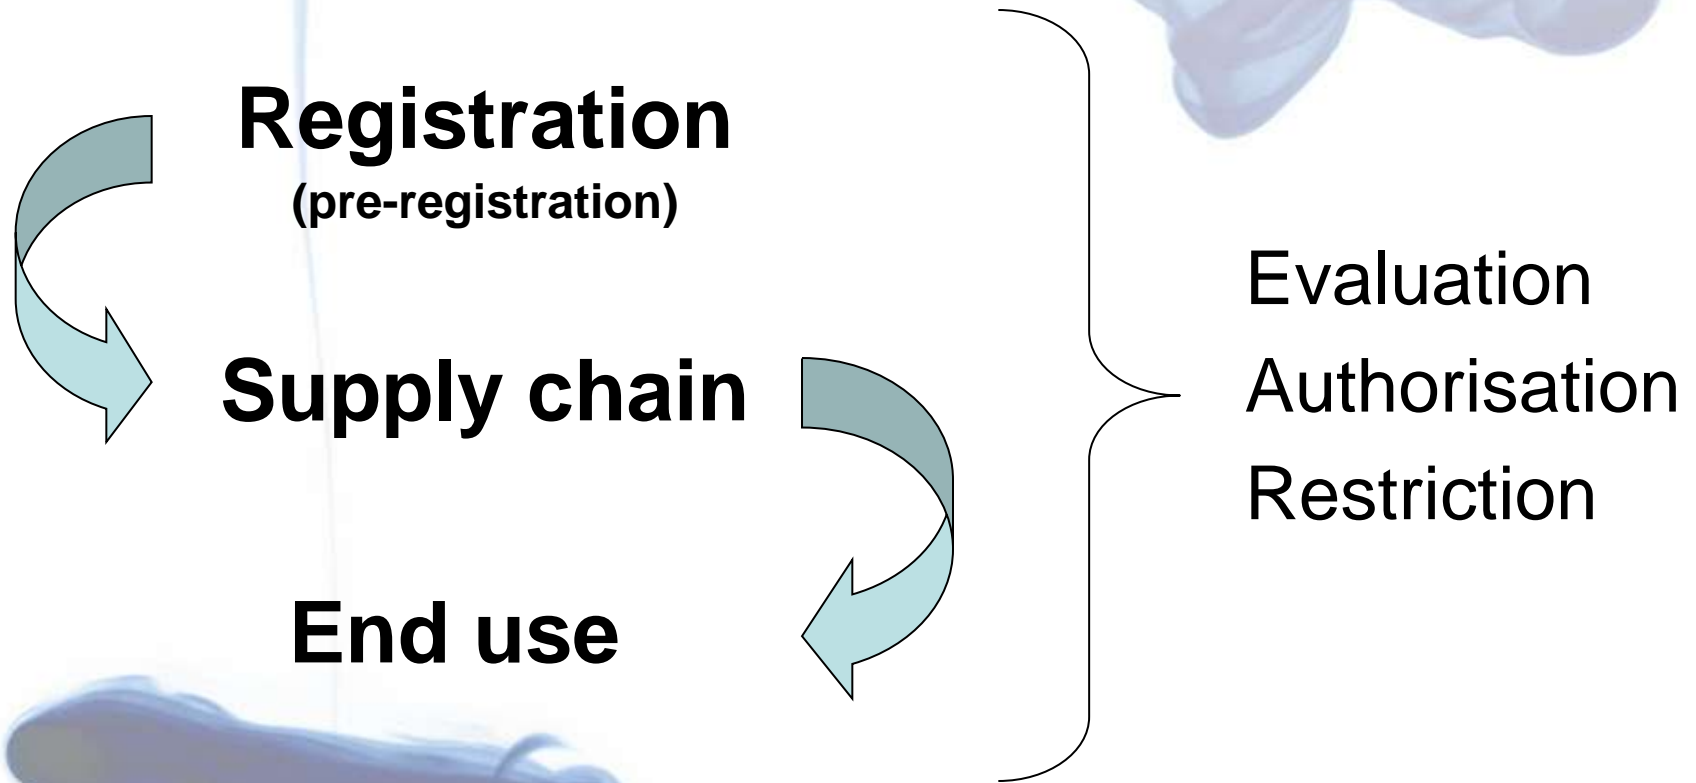 Registration
(pre-registration)
Supply chain
End use
Evaluation
Authorisation
Restriction